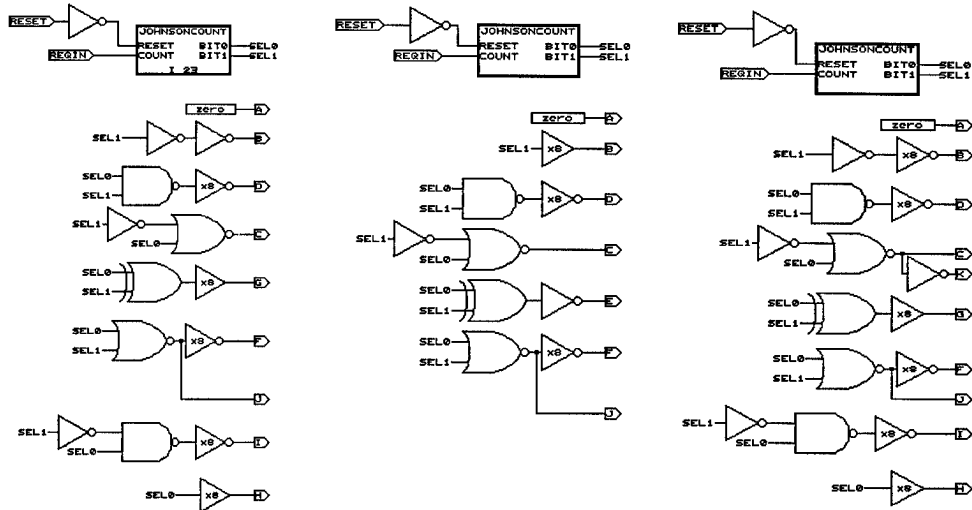 RESET
JOHNSONCOUNT
RESET BIT0 SEL0
REQIN COUNT BIT1 SEL1
I 23
zero A
SEL1 B
SEL0
SEL1 x8 D
SEL1
SEL0 C
SEL0
SEL1 x8 G
SEL0
SEL1 x8 F
J
SEL1
SEL0 x8 I
SEL0 x8 H
RESET
JOHNSONCOUNT
RESET BIT0 SEL0
REQIN COUNT BIT1 SEL1
zero A
SEL1 x8 B
SEL0
SEL1 x8 D
SEL1
SEL0 C
SEL0
SEL1 E
SEL0
SEL1 x8 F
J
RESET
JOHNSONCOUNT
RESET BIT0 SEL0
REQIN COUNT BIT1 SEL1
zero A
SEL1 x8 B
SEL0
SEL1 x8 D
SEL1
SEL0
K
SEL0
SEL1 x8
SEL0
SEL1 x8 F
J
SEL1
SEL0 x8 I
SEL0 x8 H